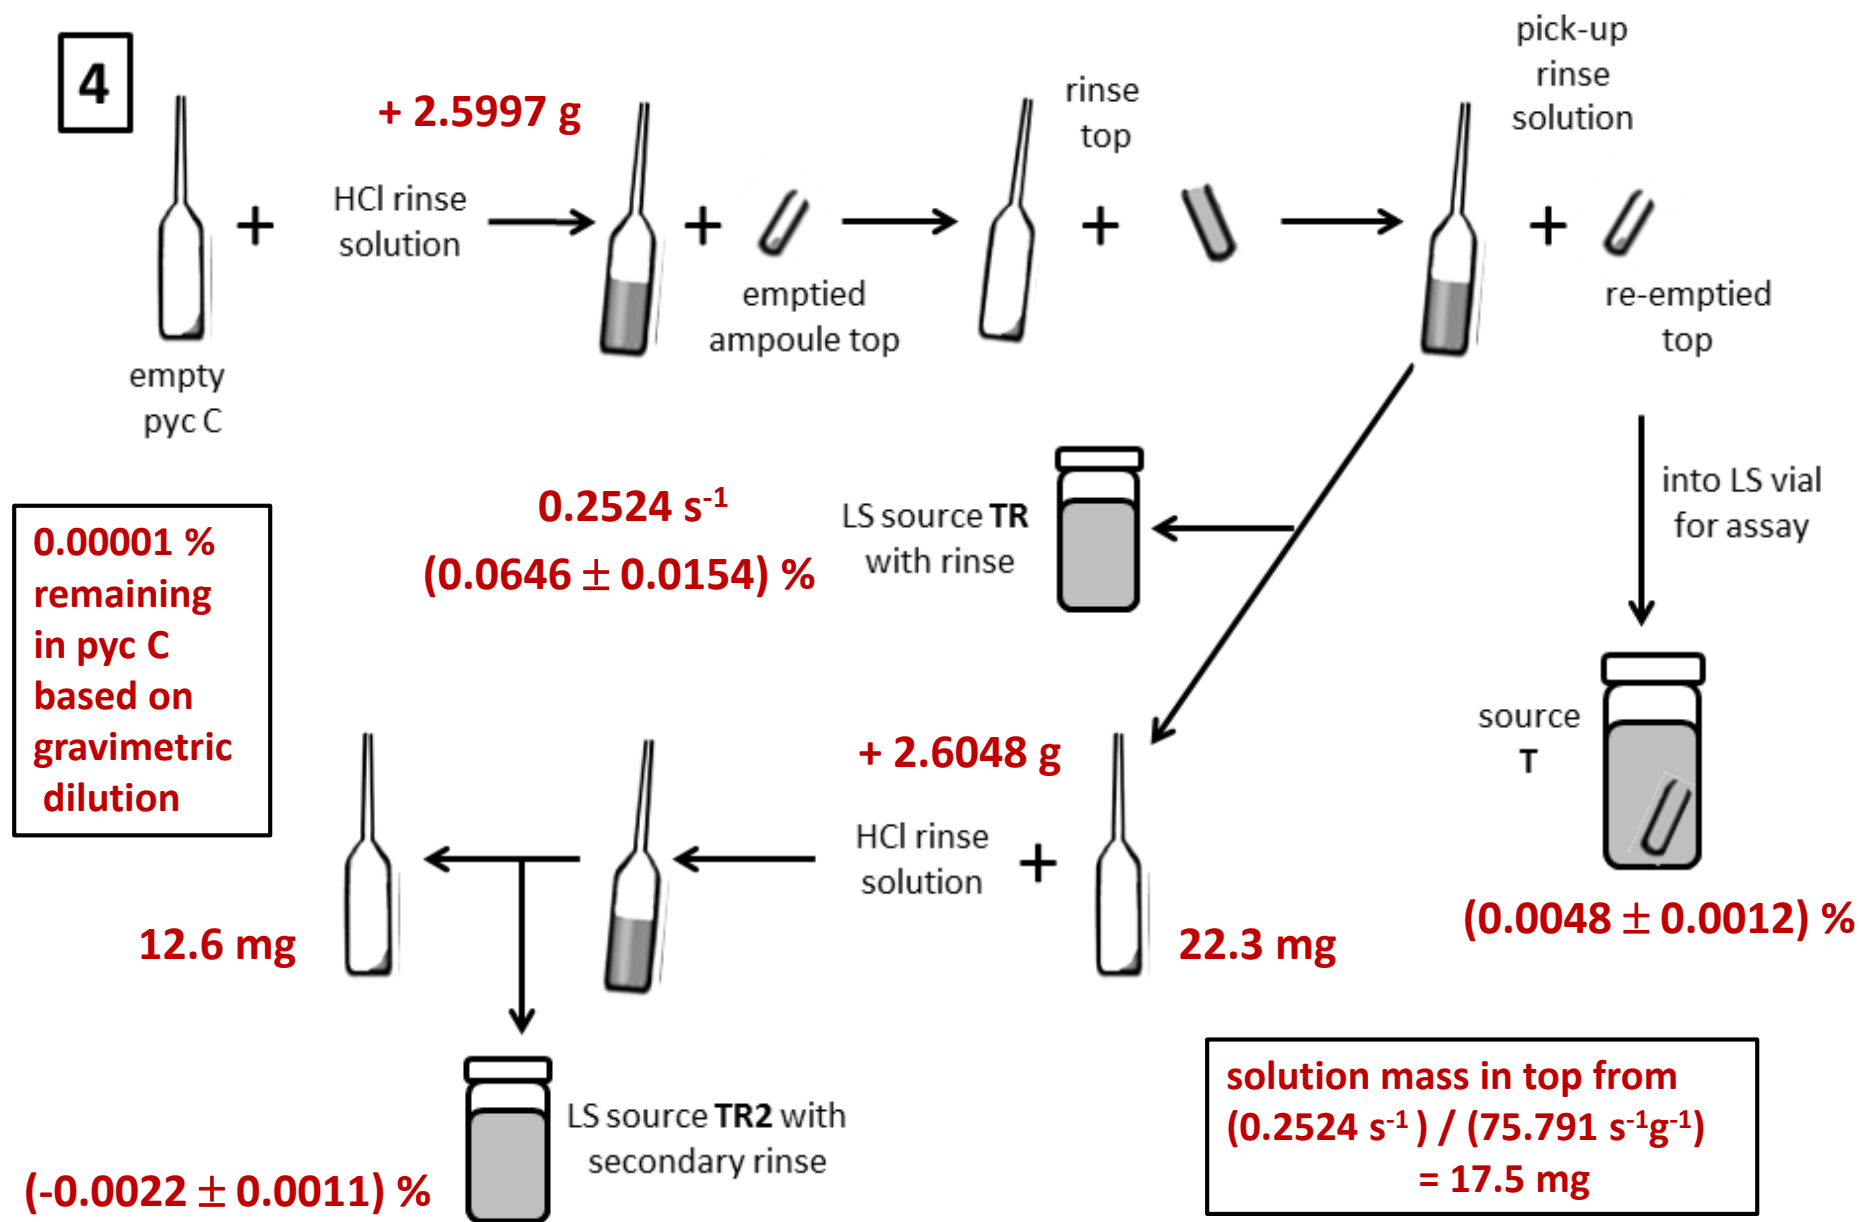 4
+ 2.5997 g
HCl rinse
solution
+
empty
pyc C
+
emptied
ampoule top
rinse
top
+
pick-up
rinse
solution
+
re-emptied
top
into LS vial
for assay
source
T
(0.0048 ± 0.0012) %
0.2524 s⁻¹
(0.0646 ± 0.0154) %
LS source TR
with rinse
0.00001 %
remaining
in pyc C
based on
gravimetric
dilution
+ 2.6048 g
HCl rinse
solution
+
22.3 mg
12.6 mg
LS source TR2 with
secondary rinse
(-0.0022 ± 0.0011) %
solution mass in top from
(0.2524 s⁻¹ ) / (75.791 s⁻¹g⁻¹)
= 17.5 mg